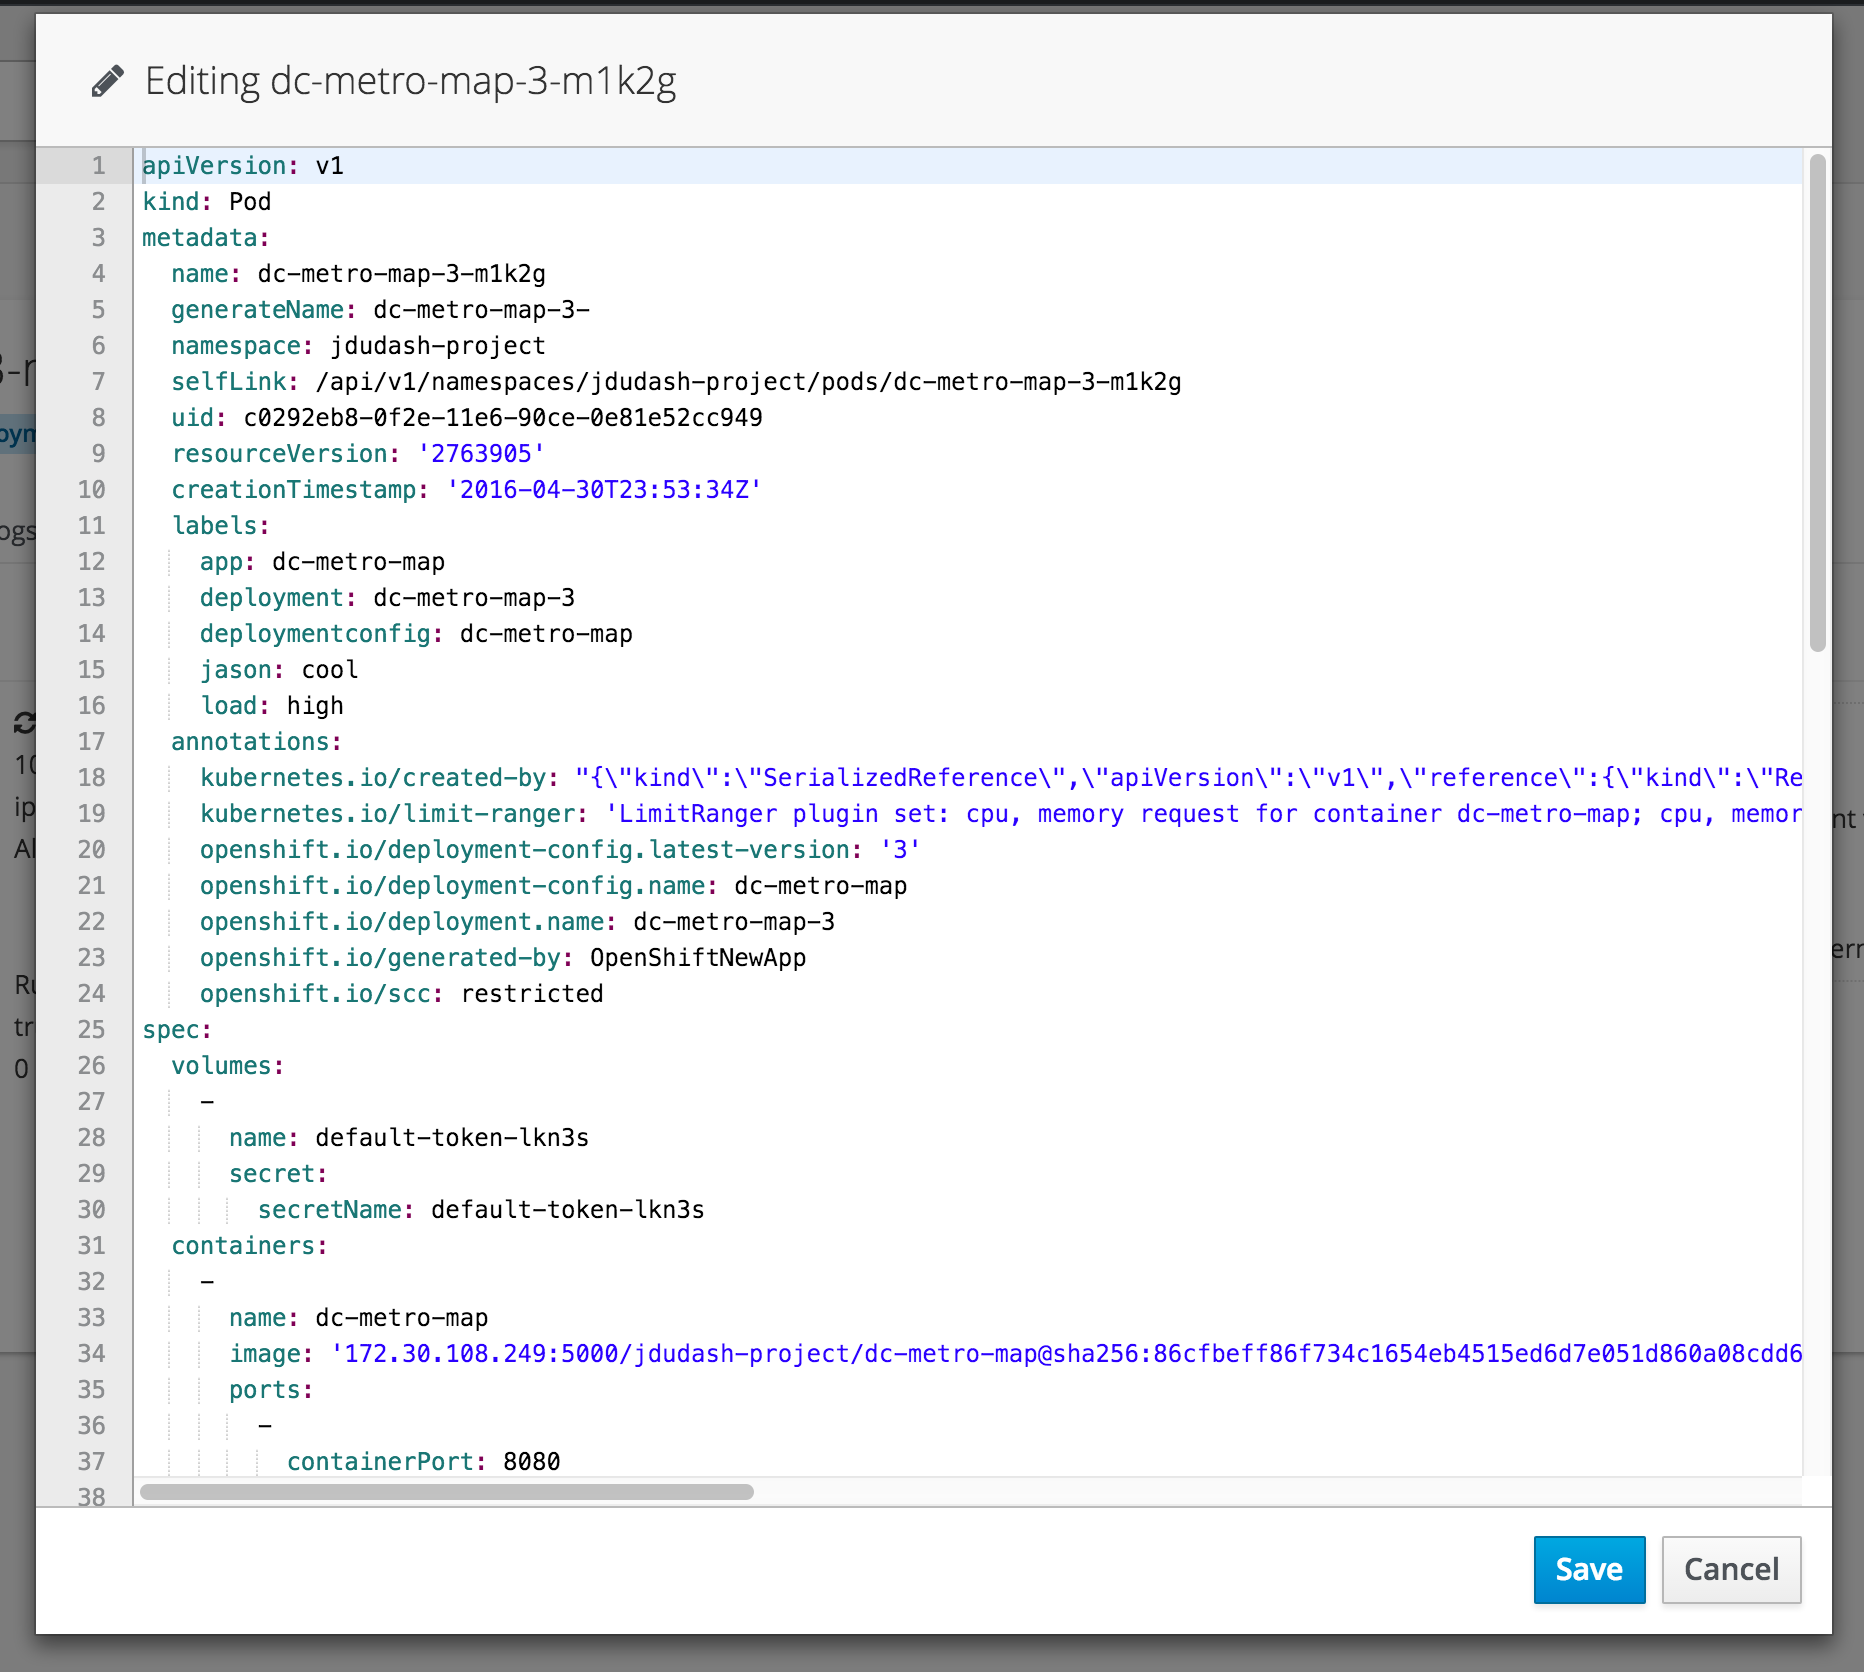 Editing dc-metro-map-3-m1k2g
1 apiVersion: v1
2 kind: Pod
3 metadata:
4   name: dc-metro-map-3-m1k2g
5   generateName: dc-metro-map-3-
6   namespace: jdudash-project
7   selfLink: /api/v1/namespaces/jdudash-project/pods/dc-metro-map-3-m1k2g
8   uid: c0292eb8-0f2e-11e6-90ce-0e81e52cc949
9   resourceVersion: '2763905'
10   creationTimestamp: '2016-04-30T23:53:34Z'
11   labels:
12     app: dc-metro-map
13     deployment: dc-metro-map-3
14     deploymentconfig: dc-metro-map
15     jason: cool
16     load: high
17   annotations:
18     kubernetes.io/created-by: "{\"kind\":\"SerializedReference\",\"apiVersion\":\"v1\",\"reference\":{\"kind\":\"Re
19     kubernetes.io/limit-ranger: 'LimitRanger plugin set: cpu, memory request for container dc-metro-map; cpu, memor
20     openshift.io/deployment-config.latest-version: '3'
21     openshift.io/deployment-config.name: dc-metro-map
22     openshift.io/deployment.name: dc-metro-map-3
23     openshift.io/generated-by: OpenShiftNewApp
24     openshift.io/scc: restricted
25 spec:
26   volumes:
27     -
28       name: default-token-lkn3s
29       secret:
30         secretName: default-token-lkn3s
31   containers:
32     -
33       name: dc-metro-map
34       image: '172.30.108.249:5000/jdudash-project/dc-metro-map@sha256:86cfbeff86f734c1654eb4515ed6d7e051d860a08cdd6
35       ports:
36         -
37           containerPort: 8080
38
Save Cancel